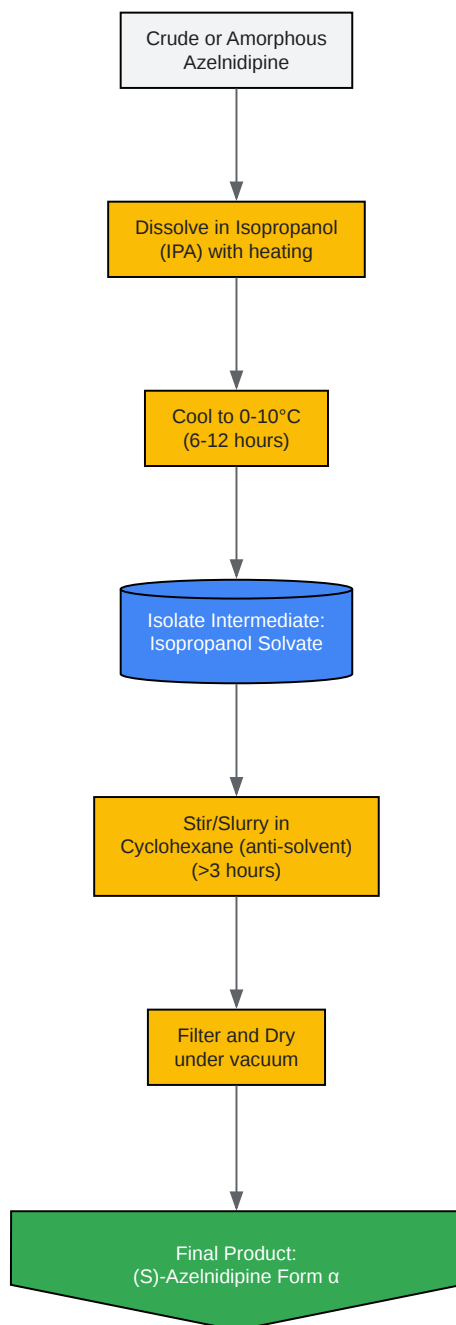 Crude or Amorphous
Azelnidipine
Dissolve in Isopropanol
(IPA) with heating
Cool to 0-10°C
(6-12 hours)
Isolate Intermediate:
Isopropanol Solvate
Stir/Slurry in
Cyclohexane (anti-solvent)
(>3 hours)
Filter and Dry
under vacuum
Final Product:
(S)-Azelnidipine Form α